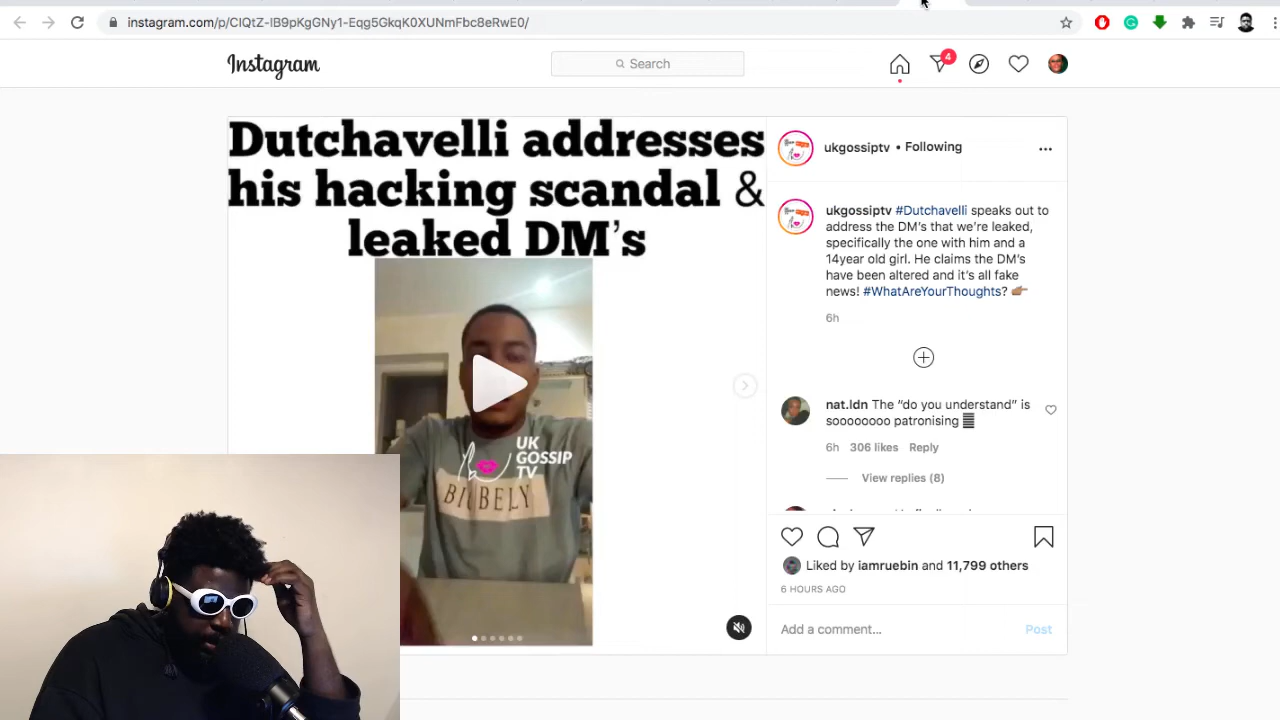 instagram.com/p/CIQtZ-IB9pKgGNy1-Eqg5GkqK0XUNmFbc8eRwE0/
Instagram
Search
4
Dutchavelli addresses
his hacking scandal &
leaked DM's
UK
GOSSIP
TV
ukgossiptv • Following
ukgossiptv #Dutchavelli speaks out to
address the DM's that we're leaked,
specifically the one with him and a
14year old girl. He claims the DM's
have been altered and it's all fake
news! #WhatAreYourThoughts?
6h
nat.ldn The “do you understand” is
soooooooo patronising
6h 306 likes Reply
View replies (8)
Liked by iamruebin and 11,799 others
6 HOURS AGO
Add a comment...
Post